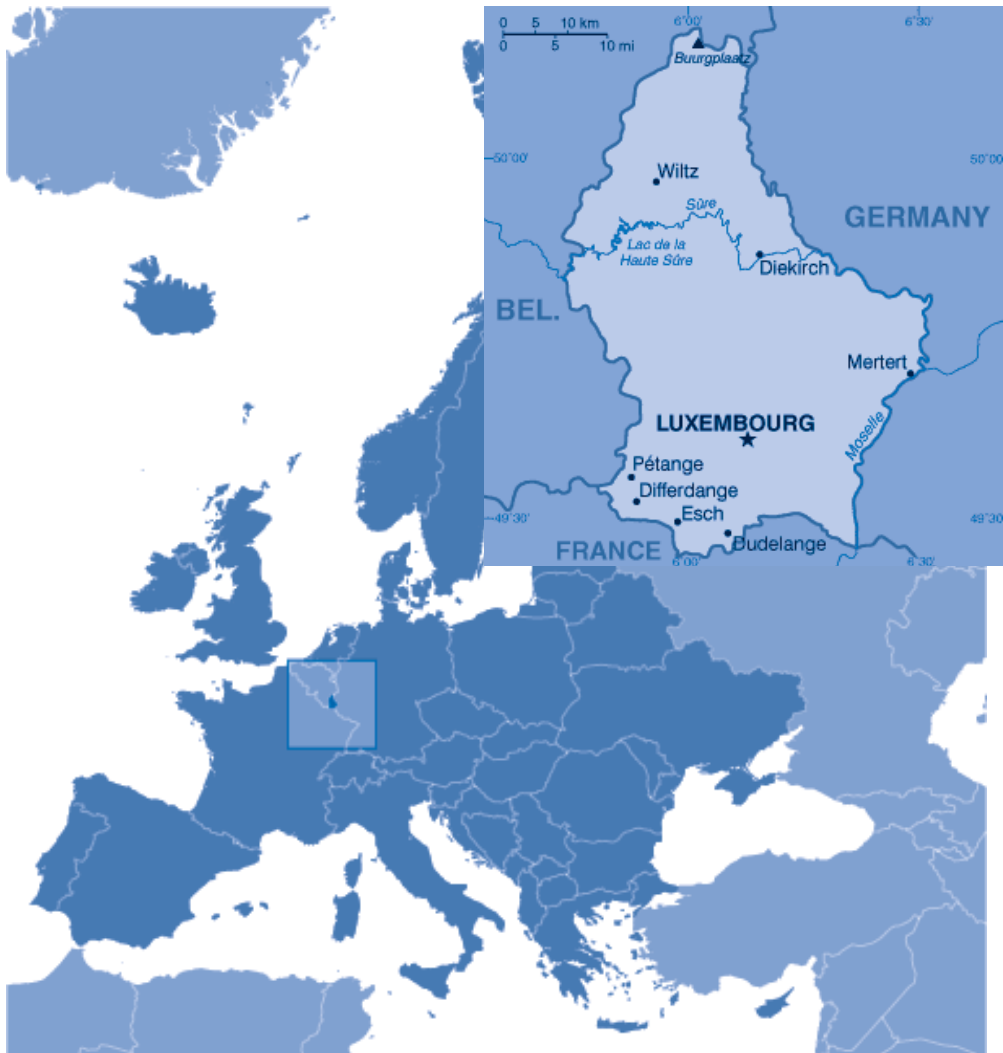 0 5 10 km
0 5 10 mi
6°00'
6°30'
Buurgplaatz
50°00'
50°00'
Wiltz
Sûre
GERMANY
Lac de la
Haute Sûre
Diekirch
BEL.
Mertert
LUXEMBOURG
Moselle
Pétange
Differdange
Esch
49°30'
49°30'
Dudelange
FRANCE
6°00'
6°30'